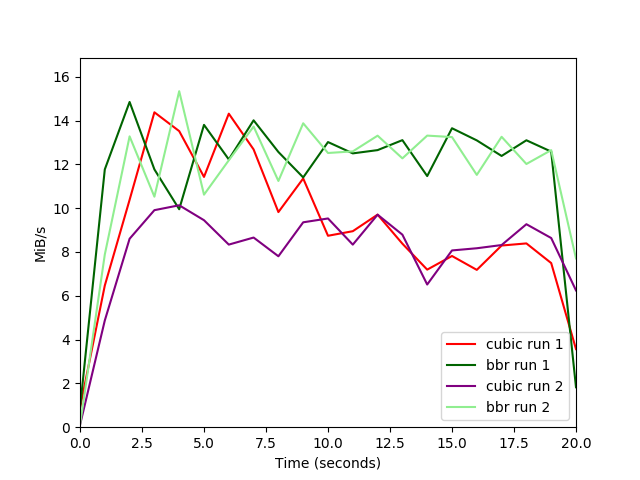 16
14
12
10
8
6
4
2
0
MiB/s
0.0 2.5 5.0 7.5 10.0 12.5 15.0 17.5 20.0
Time (seconds)
cubic run 1
bbr run 1
cubic run 2
bbr run 2